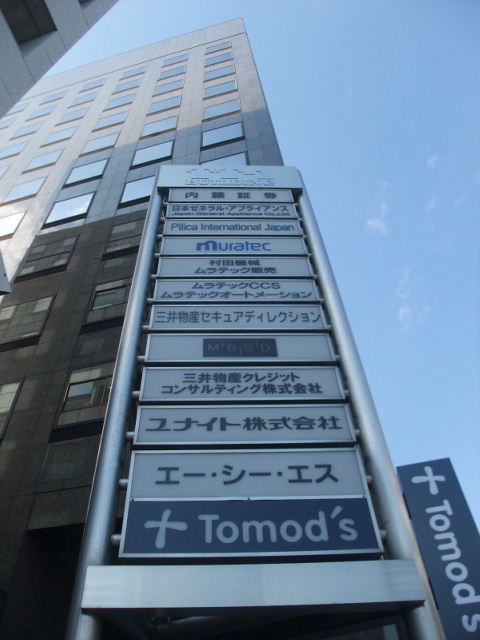 BUILDING
内藤証券
日本ゼネラル・アプライアンス
Japan General Appliance Co.,Ltd.
Pilica International Japan
muratec
村田機械
ムラテック販売
ムラテックCCS
ムラテックオートメーション
三井物産セキュアディレクション
MBSD
三井物産クレジット
コンサルティング株式会社
ユナイト株式会社
エー・シー・エス
Tomod's
Tomod's